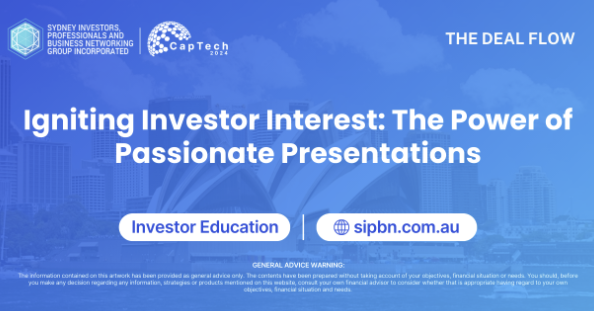 SYDNEY INVESTORS,
PROFESSIONALS AND
BUSINESS NETWORKING
GROUP INCORPORATED
CapTech
2024
THE DEAL FLOW
Igniting Investor Interest: The Power of
Passionate Presentations
Investor Education
sipbn.com.au
GENERAL ADVICE WARNING:
The information contained on this artwork has been provided as general advice only. The contents have been prepared without taking account of your objectives, financial situation or needs. You should, before
you make any decision regarding any information, strategies or products mentioned on this website, consult your own financial advisor to consider whether that is appropriate having regard to your own
objectives, financial situation and needs.